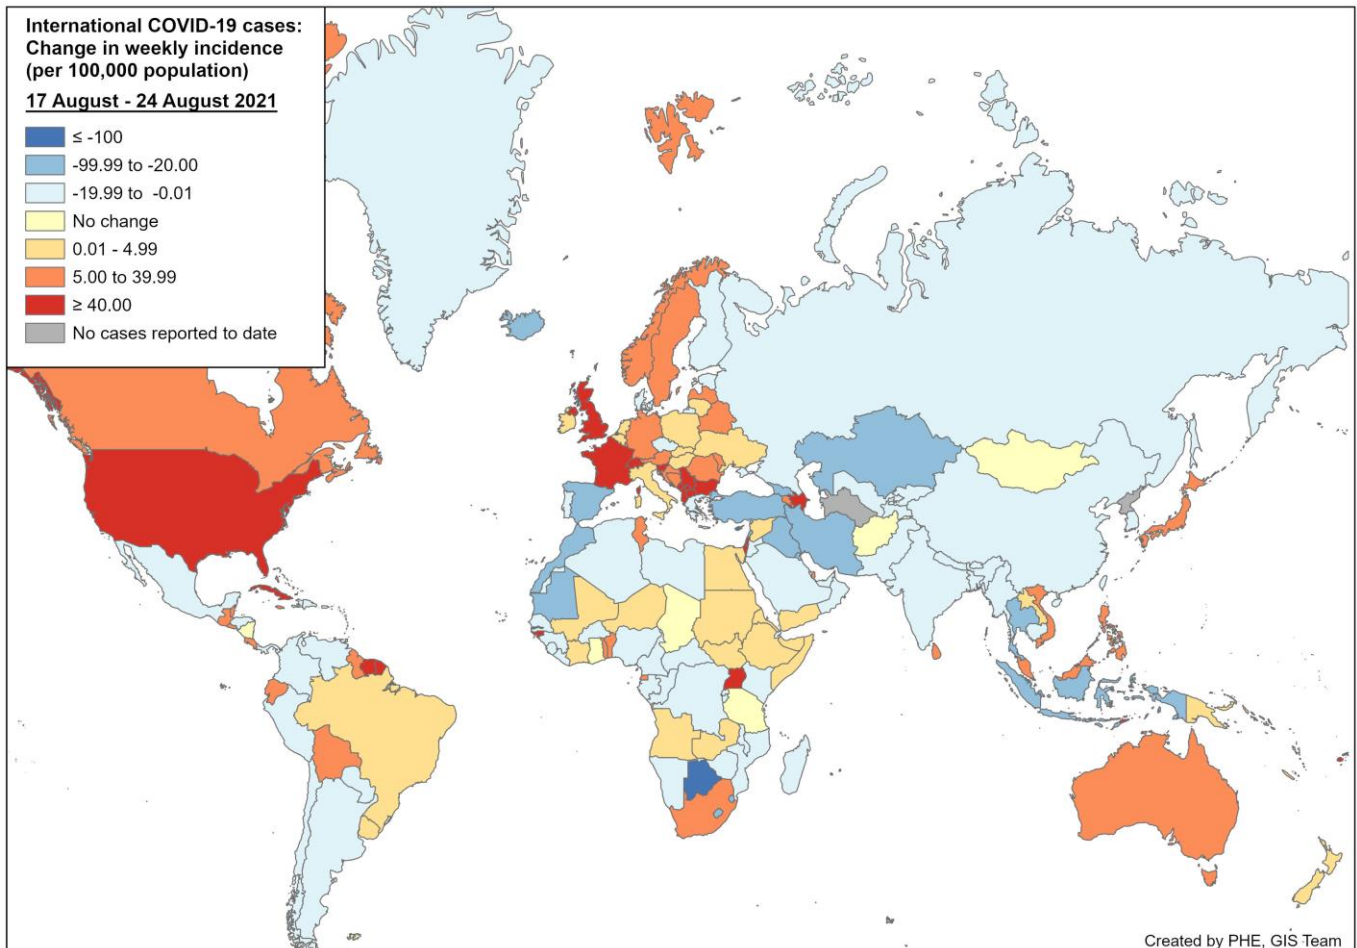 International COVID-19 cases:
Change in weekly incidence
(per 100,000 population)
17 August - 24 August 2021
≤ -100
-99.99 to -20.00
-19.99 to  -0.01
No change
0.01 - 4.99
5.00 to 39.99
≥ 40.00
No cases reported to date
Created by PHE, GIS Team